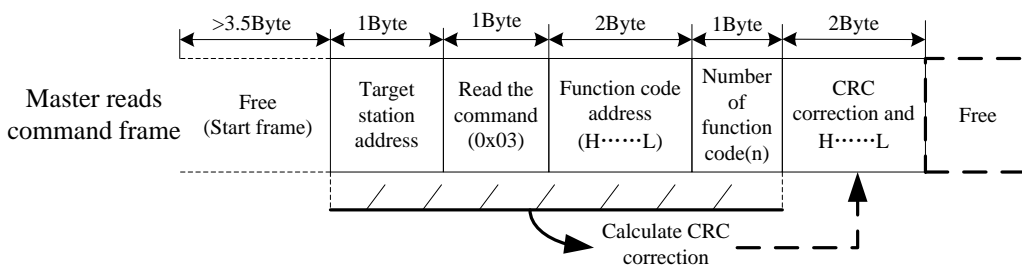 >3.5Byte
1Byte
1Byte
2Byte
1Byte
2Byte
Master reads
command frame
Free
(Start frame)
Target
station
address
Read the
command
(0x03)
Function code
address
(H⋯⋯L)
Number
of
function
code(n)
CRC
correction and
H⋯⋯L
Free
Calculate CRC
correction